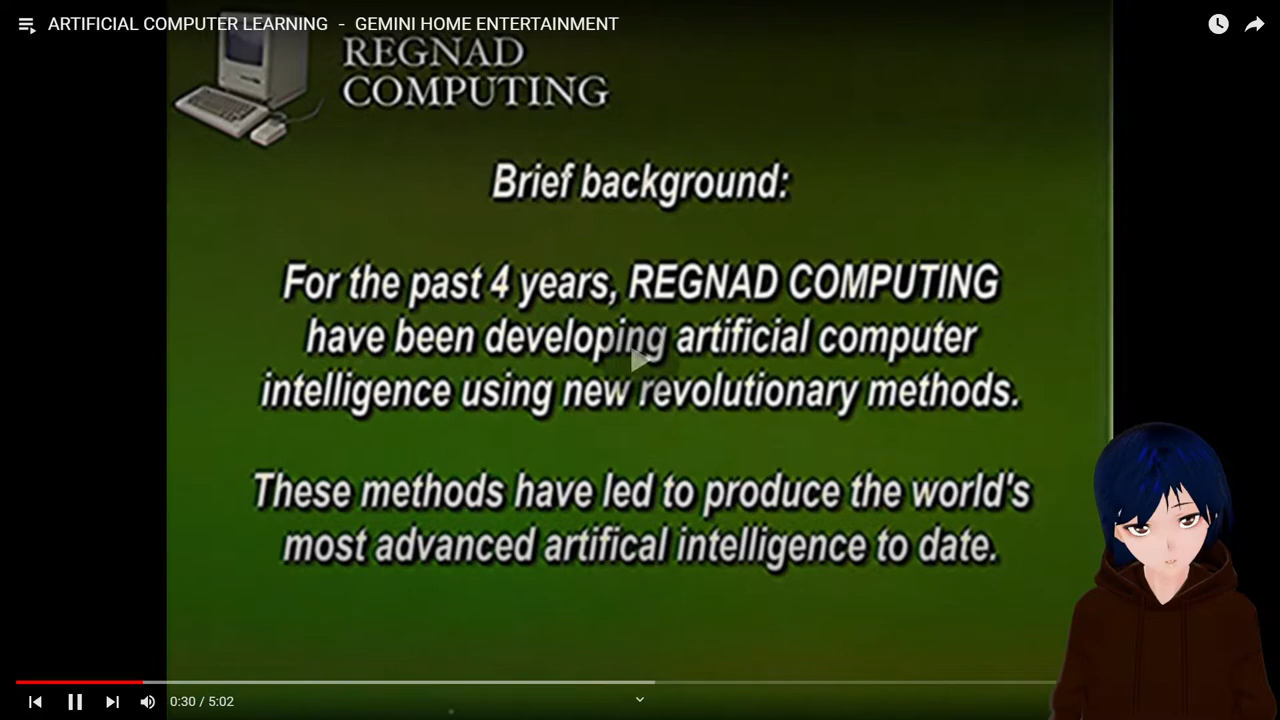 ARTIFICIAL COMPUTER LEARNING - GEMINI HOME ENTERTAINMENT
REGNAD
COMPUTING
Brief background:
For the past 4 years, REGNAD COMPUTING
have been developing artificial computer
intelligence using new revolutionary methods.
These methods have led to produce the world's
most advanced artifical intelligence to date.
0:30 / 5:02